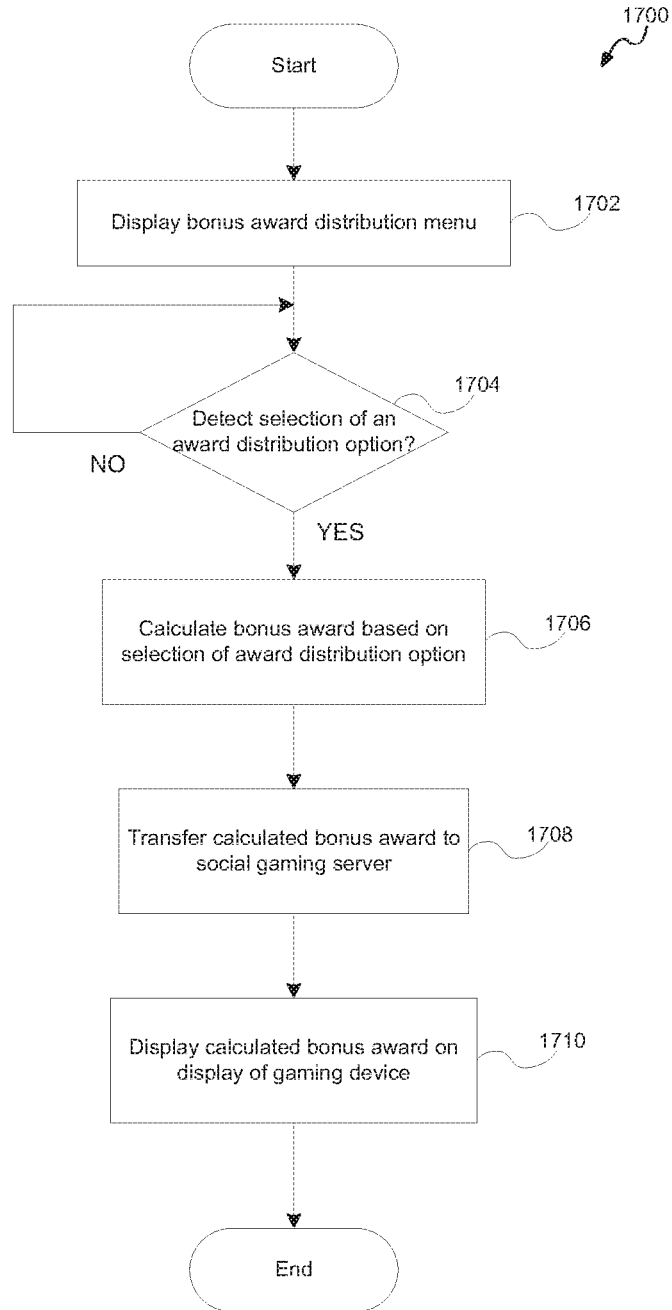 1700
Start
Display bonus award distribution menu
1702
1704
Detect selection of an
award distribution option?
NO
YES
Calculate bonus award based on
selection of award distribution option
1706
Transfer calculated bonus award to
social gaming server
1708
Display calculated bonus award on
display of gaming device
1710
End